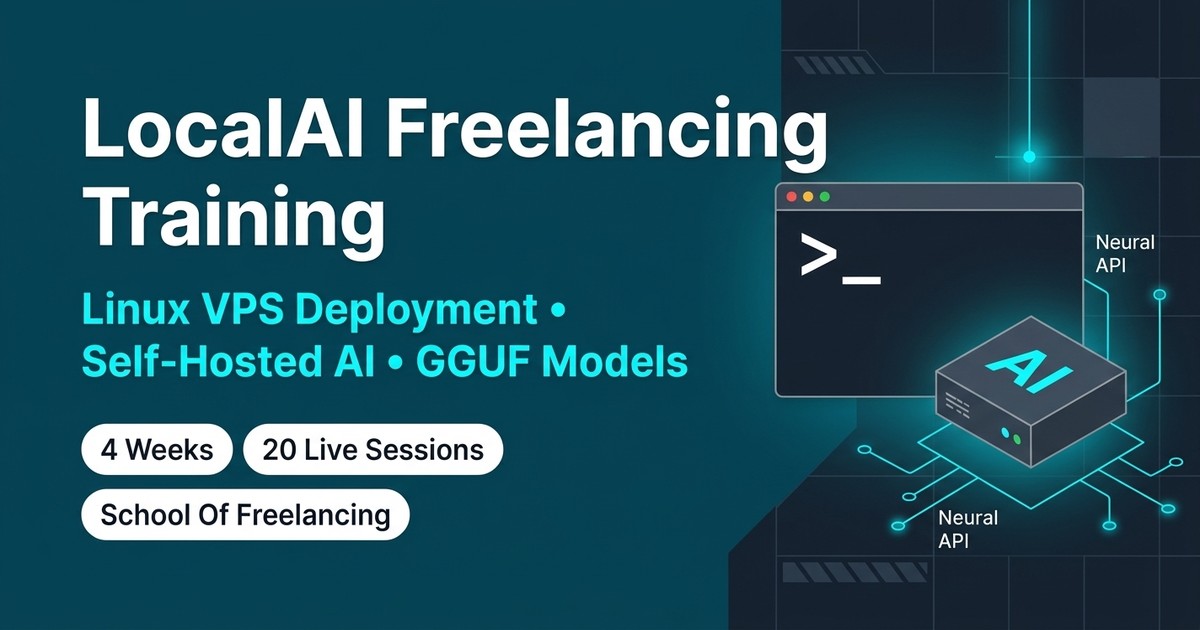 LocalAI Freelancing
Training
Linux VPS Deployment •
Self-Hosted AI • GGUF Models
4 Weeks
20 Live Sessions
School Of Freelancing
>_
Neural
API
AI
Neural
API